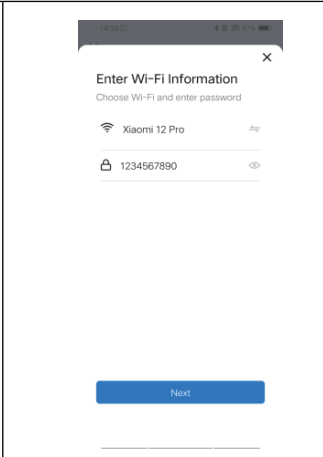 Enter Wi-Fi Information
Choose Wi-Fi and enter password
Xiaomi 12 Pro
1234567890
Next